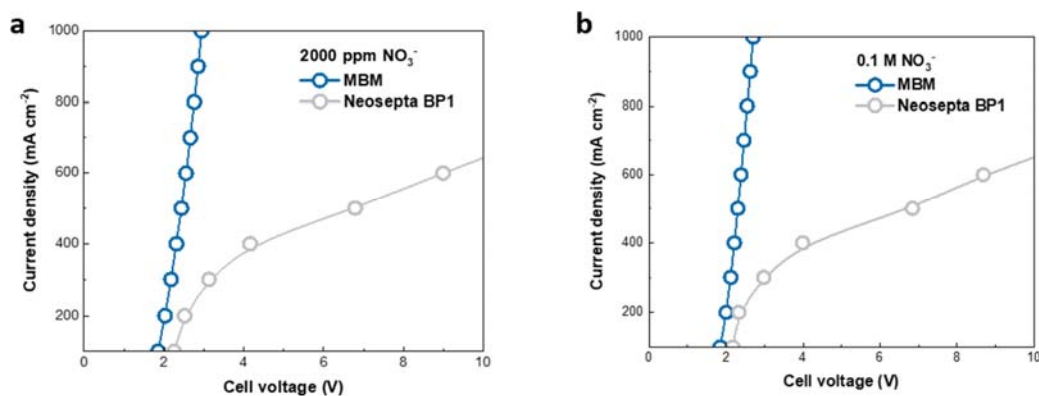 a
1000
800
600
400
200
0
2
4
6
8
10
Current density (mA cm⁻²)
Cell voltage (V)
2000 ppm NO₃⁻
MBM
Neosepta BP1
b
1000
800
600
400
200
0
2
4
6
8
10
Current density (mA cm⁻²)
Cell voltage (V)
0.1 M NO₃⁻
MBM
Neosepta BP1